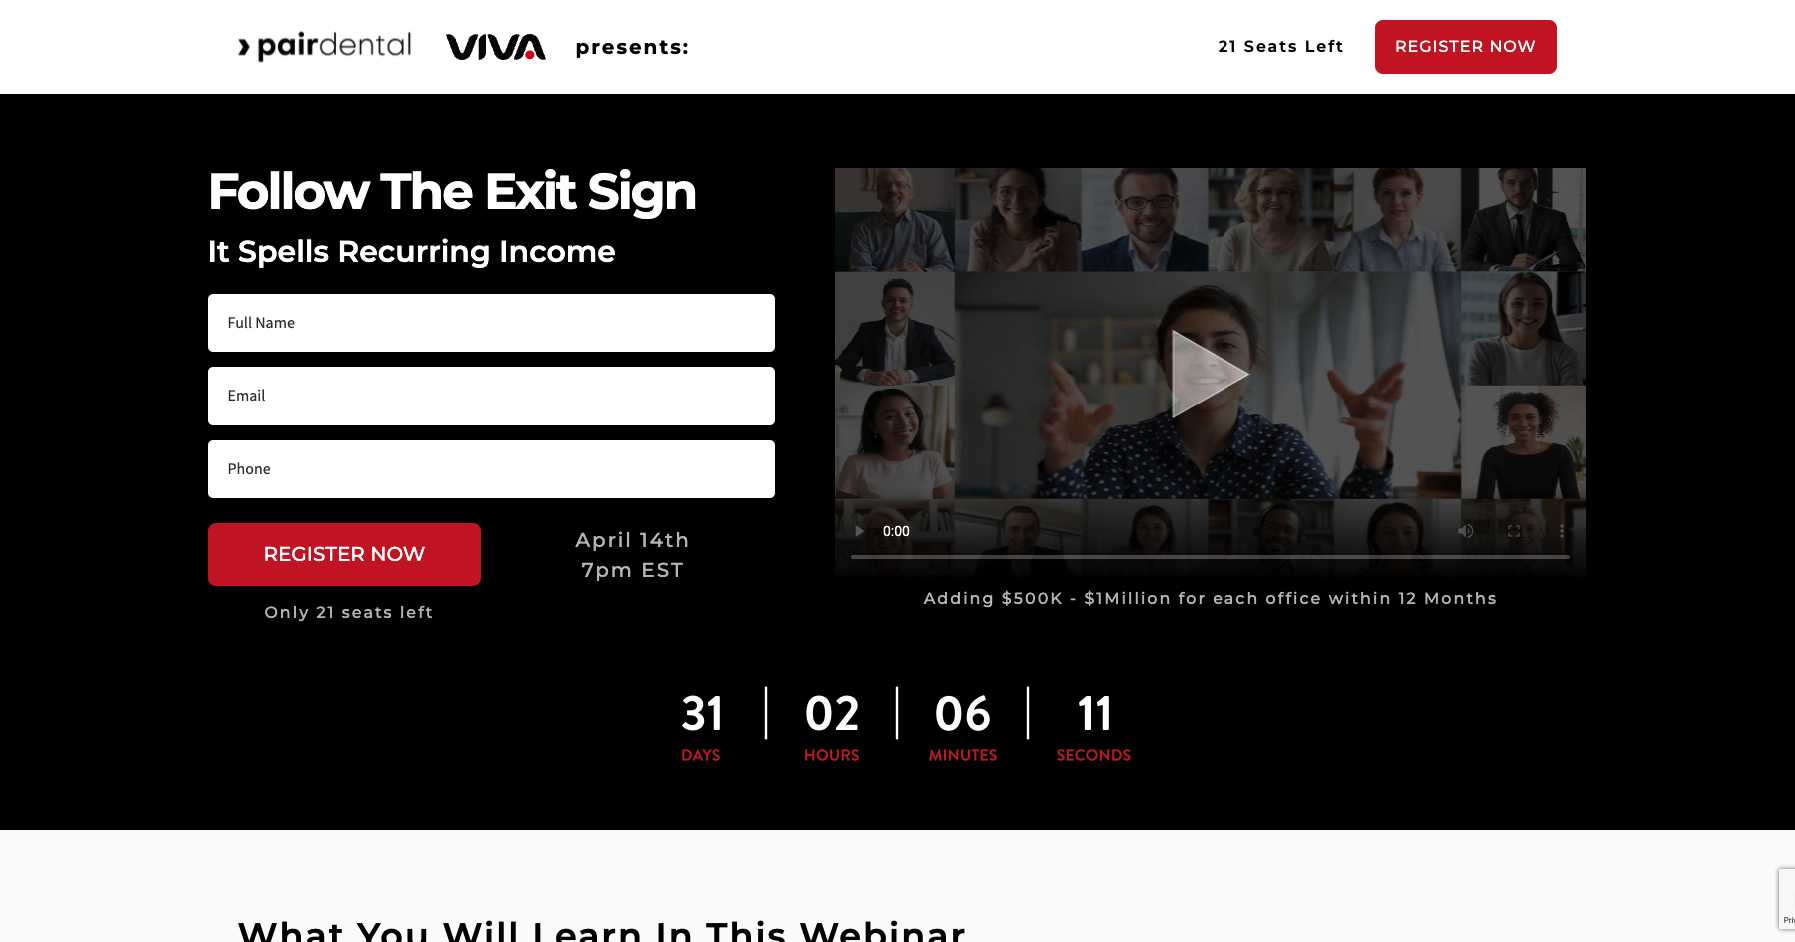 pairdental
VIVA
presents:
21 Seats Left
REGISTER NOW
Follow The Exit Sign
It Spells Recurring Income
Full Name
Email
Phone
REGISTER NOW
April 14th
7pm EST
Only 21 seats left
0:00
Adding $500K - $1Million for each office within 12 Months
31
02
06
11
DAYS
HOURS
MINUTES
SECONDS
What You Will Learn In This Webinar